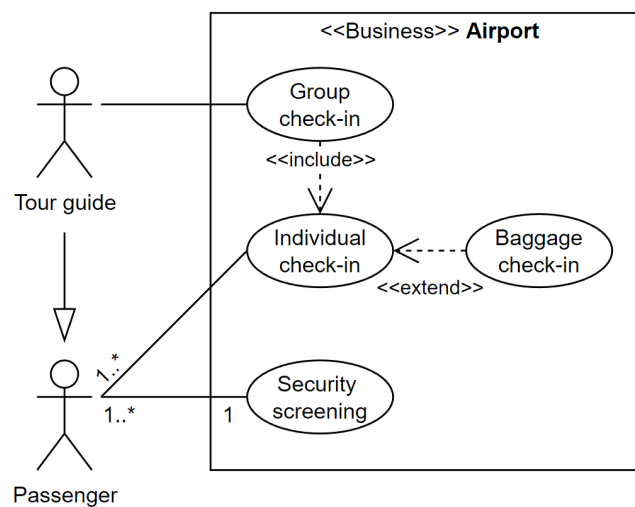 <<Business>> Airport
Group
check-in
<<include>>
Tour guide
Individual
check-in
Baggage
check-in
<<extend>>
1..*
Security
screening
1..*
1
Passenger